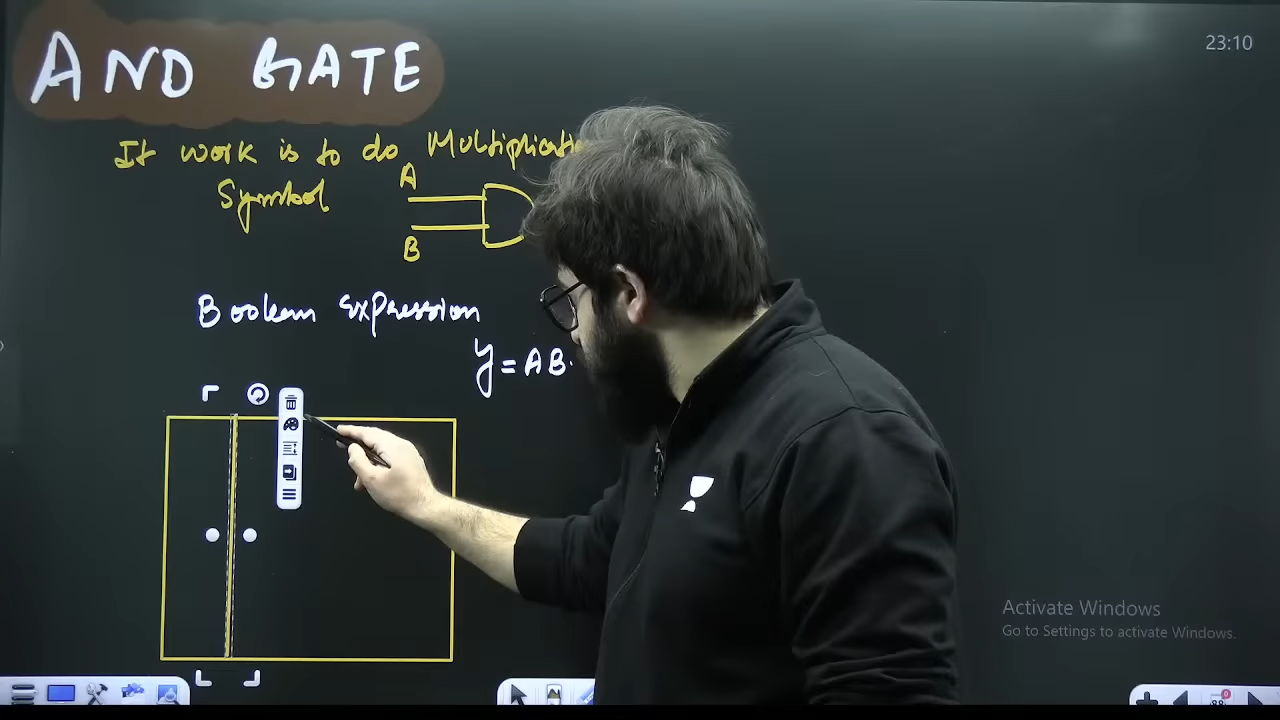 AND GATE
23:10
It work is to do Multiplicatio
Symbol
A
B
Boolean expression
y = AB.
Activate Windows
Go to Settings to activate Windows.